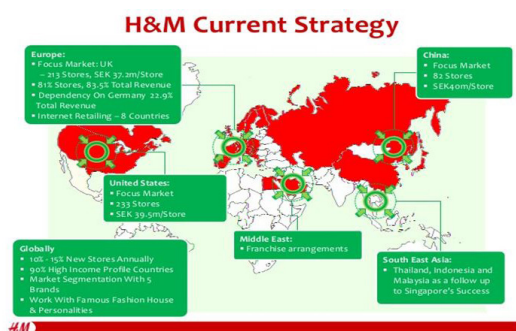 H&M Current Strategy
Europe:
• Focus Market: UK
– 213 Stores, SEK 37.2m/Store
• 81% Stores, 83.5% Total Revenue
• Dependency On Germany 22.9%
Total Revenue
• Internet Retailing – 8 Countries
China:
• Focus Market
• 82 Stores
• SEK40m/Store
United States:
• Focus Market
• 233 Stores
• SEK 39.5m/Store
Middle East:
• Franchise arrangements
Globally
• 10% - 15% New Stores Annually
• 90% High Income Profile Countries
• Market Segmentation With 5
Brands
• Work With Famous Fashion House
& Personalities
South East Asia:
• Thailand, Indonesia and
Malaysia as a follow up
to Singapore's Success
H&M